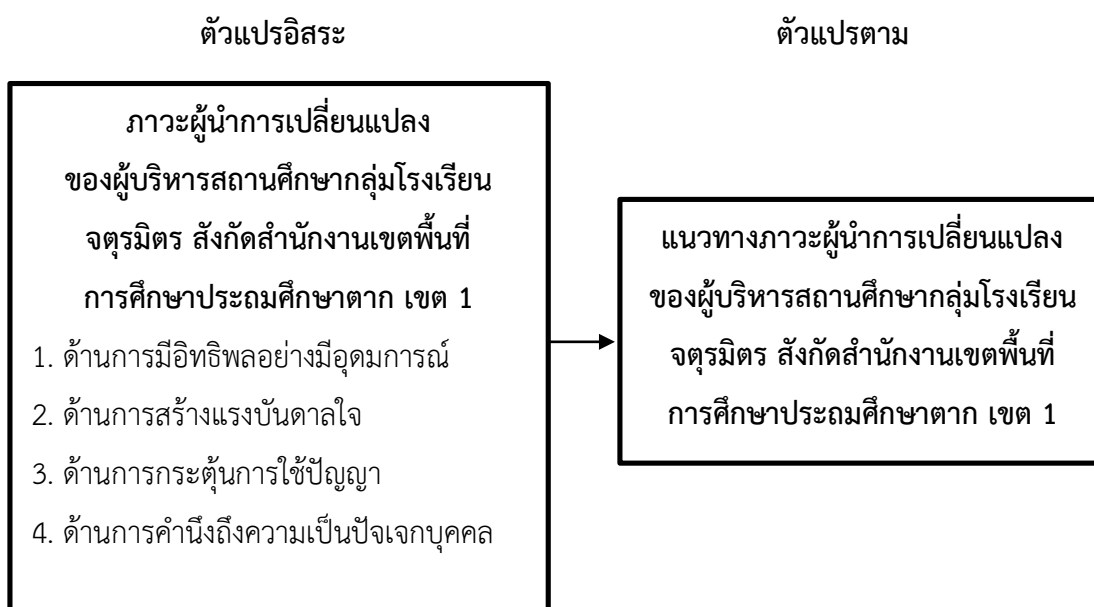 ตัวแปรอิสระ
ตัวแปรตาม
ภาวะผู้นำการเปลี่ยนแปลง
ของผู้บริหารสถานศึกษากลุ่มโรงเรียน
จตุรมิตร สังกัดสำนักงานเขตพื้นที่
การศึกษาประถมศึกษาตาก เขต 1
1. ด้านการมีอิทธิพลอย่างมีอุดมการณ์
2. ด้านการสร้างแรงบันดาลใจ
3. ด้านการกระตุ้นการใช้ปัญญา
4. ด้านการคำนึงถึงความเป็นปัจเจกบุคคล
แนวทางภาวะผู้นำการเปลี่ยนแปลง
ของผู้บริหารสถานศึกษากลุ่มโรงเรียน
จตุรมิตร สังกัดสำนักงานเขตพื้นที่
การศึกษาประถมศึกษาตาก เขต 1